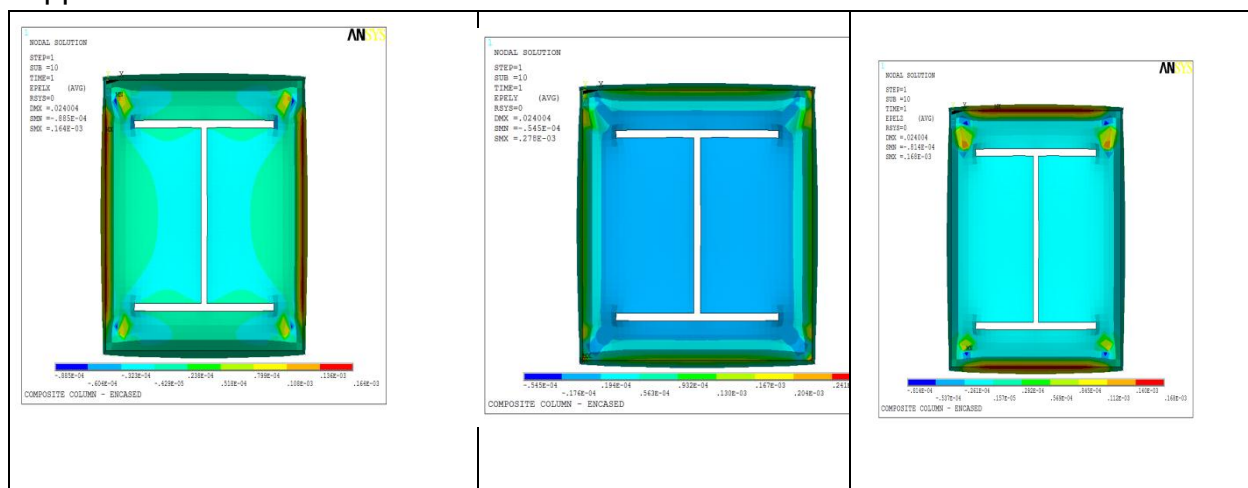 1
NODAL SOLUTION
STEP=1
SUB =10
TIME=1
EPELX (AVG)
RSYS=0
DMX =.024004
SMN =-.885E-04
SMX =.164E-03
ANSYS
X
MN
MX
-.885E-04 -.323E-04 .238E-04 .799E-04 .136E-03
-.604E-04 -.429E-05 .518E-04 .108E-03 .164E-03
COMPOSITE COLUMN - ENCASED
1
NODAL SOLUTION
STEP=1
SUB =10
TIME=1
EPELY (AVG)
RSYS=0
DMX =.024004
SMN =-.545E-04
SMX =.278E-03
X
-.545E-04 .194E-04 .932E-04 .167E-03
-.176E-04 .563E-04 .130E-03 .204E-03
COMPOSITE COLUMN - ENCASED
1
NODAL SOLUTION
STEP=1
SUB =10
TIME=1
EPELZ (AVG)
RSYS=0
DMX =.024004
SMN =-.814E-04
SMX =.168E-03
ANSYS
X
-.814E-04 -.261E-04 .292E-04 .845E-04 .140E-03
-.537E-04 .157E-05 .569E-04 .112E-03 .168E-03
COMPOSITE COLUMN - ENCASED